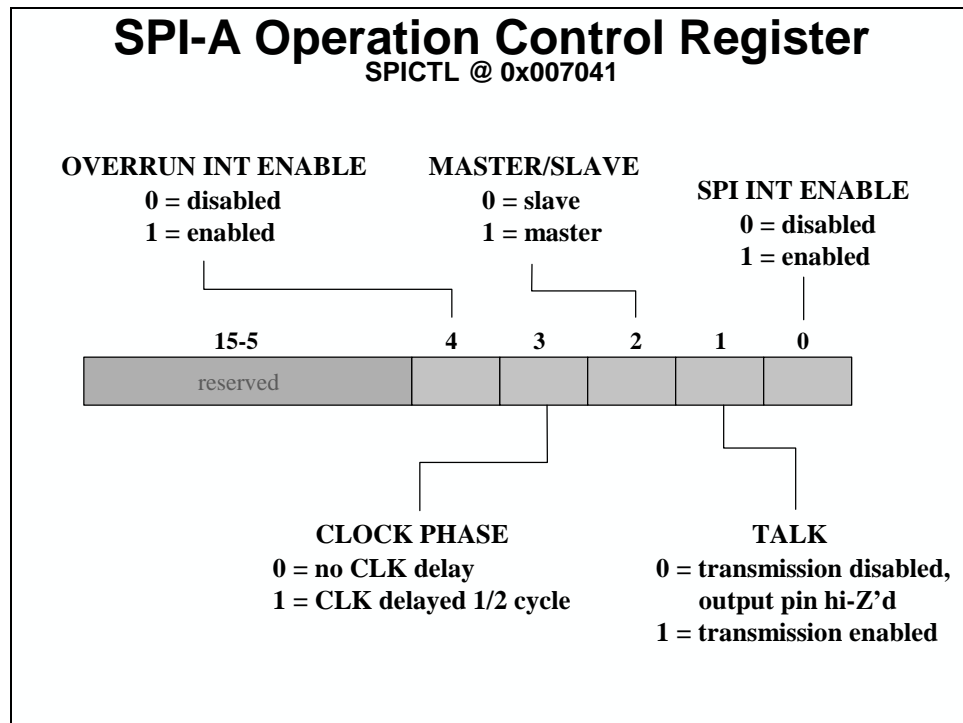 SPI-A Operation Control Register
SPICTL @ 0x007041
OVERRUN INT ENABLE
0 = disabled
1 = enabled
MASTER/SLAVE
0 = slave
1 = master
SPI INT ENABLE
0 = disabled
1 = enabled
15-5 4 3 2 1 0
reserved
CLOCK PHASE
0 = no CLK delay
1 = CLK delayed 1/2 cycle
TALK
0 = transmission disabled,
output pin hi-Z’d
1 = transmission enabled